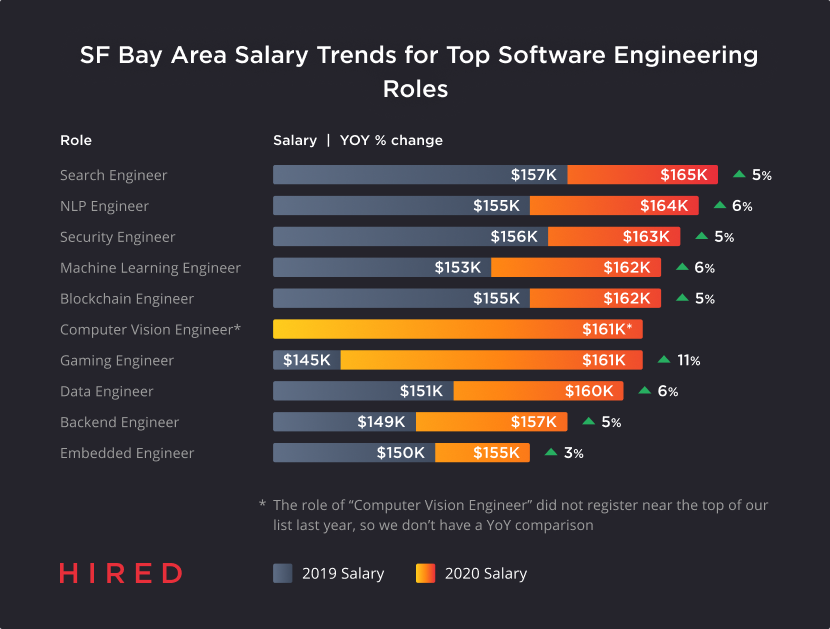 SF Bay Area Salary Trends for Top Software Engineering
Roles
Role Salary | YOY % change
Search Engineer $157K $165K 5%
NLP Engineer $155K $164K 6%
Security Engineer $156K $163K 5%
Machine Learning Engineer $153K $162K 6%
Blockchain Engineer $155K $162K 5%
Computer Vision Engineer* $161K*
Gaming Engineer $145K $161K 11%
Data Engineer $151K $160K 6%
Backend Engineer $149K $157K 5%
Embedded Engineer $150K $155K 3%
* The role of “Computer Vision Engineer” did not register near the top of our
list last year, so we don’t have a YoY comparison
HIRED 2019 Salary 2020 Salary